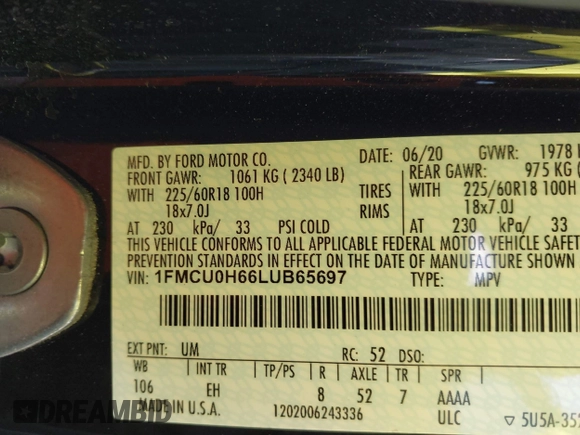 MFD. BY FORD MOTOR CO. DATE: 06/20 GVWR: 1978
FRONT GAWR: 1061 KG ( 2340 LB) REAR GAWR: 975 KG (
WITH 225/60R18 100H TIRES WITH 225/60R18 100H
18x7.0J RIMS 18x7.0J
AT 230 kPa/ 33 PSI COLD AT 230 kPa/ 33
THIS VEHICLE CONFORMS TO ALL APPLICABLE FEDERAL MOTOR VEHICLE SAFET
PREVENTION STANDARDS IN EFFECT ON THE DATE OF MANUFACTURE SHOWN
VIN: 1FMCU0H66LUB65697 TYPE: MPV
EXT PNT: UM RC: 52 DSO:
WB INT TR TP/PS R AXLE TR SPR
106 EH 8 52 7 AAAA
MADE IN U.S.A. 1202006243336 ULC ▽ 5U5A-352
DREAMBID